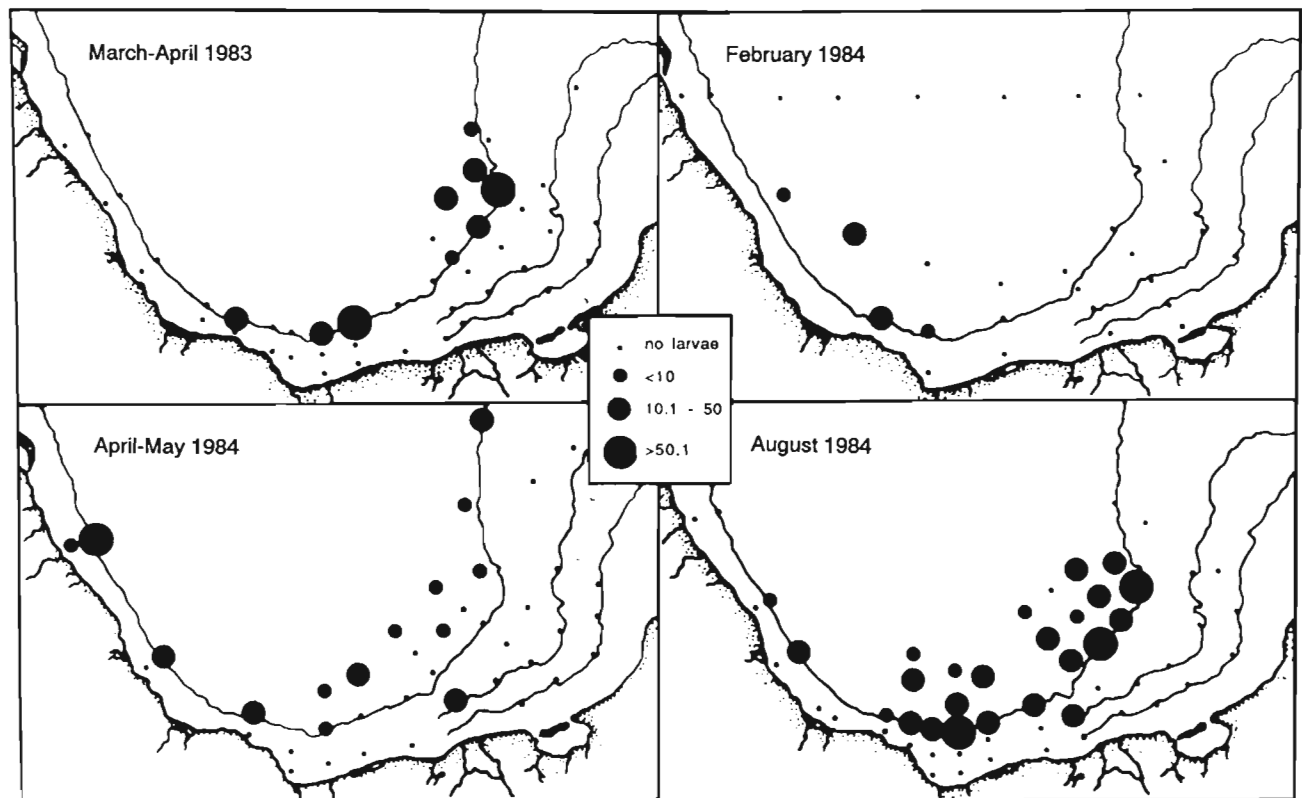 March-April 1983
February 1984
no larvae
<10
10.1 - 50
>50.1
April-May 1984
August 1984